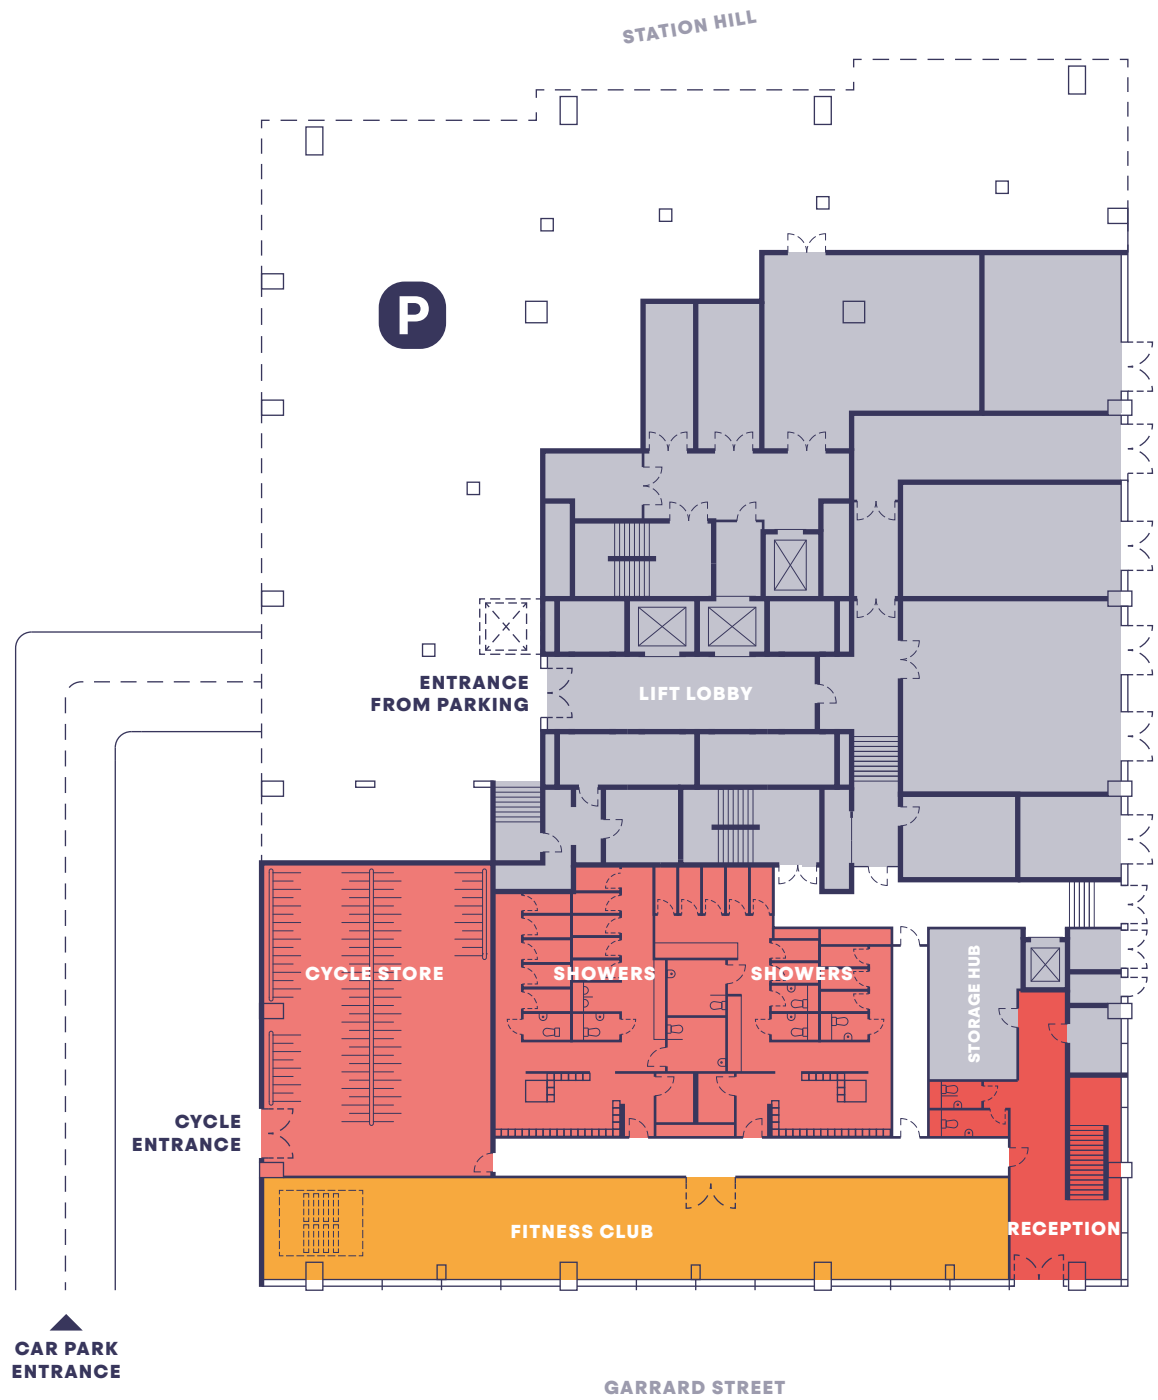 STATION HILL
P
ENTRANCE
FROM PARKING
LIFT LOBBY
CYCLE STORE
SHOWERS
SHOWERS
STORAGE HUB
CYCLE
ENTRANCE
FITNESS CLUB
RECEPTION
CAR PARK
ENTRANCE
GARRARD STREET